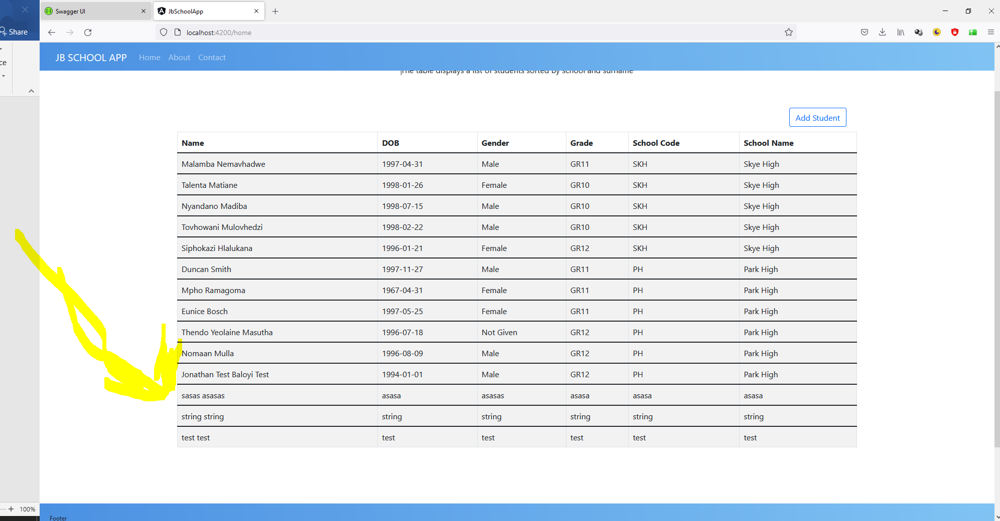 Swagger UI
JbSchoolApp
Share
localhost:4200/home
ce
JB SCHOOL APP Home About Contact
The table displays a list of students sorted by school and surname
Add Student
Name DOB Gender Grade School Code School Name
Malamba Nemavhadwe 1997-04-31 Male GR11 SKH Skye High
Talenta Matiane 1998-01-26 Female GR10 SKH Skye High
Nyandano Madiba 1998-07-15 Male GR10 SKH Skye High
Tovhowani Mulovhedzi 1998-02-22 Male GR10 SKH Skye High
Siphokazi Hlalukana 1996-01-21 Female GR12 SKH Skye High
Duncan Smith 1997-11-27 Male GR11 PH Park High
Mpho Ramagoma 1967-04-31 Female GR11 PH Park High
Eunice Bosch 1997-05-25 Female GR11 PH Park High
Thendo Yeolaine Masutha 1996-07-18 Not Given GR12 PH Park High
Nomaan Mulla 1996-08-09 Male GR12 PH Park High
Jonathan Test Baloyi Test 1994-01-01 Male GR12 PH Park High
sasas asasas asasa asasas asasa asasa asasa
string string string string string string string
test test test test test test test
100%
Footer